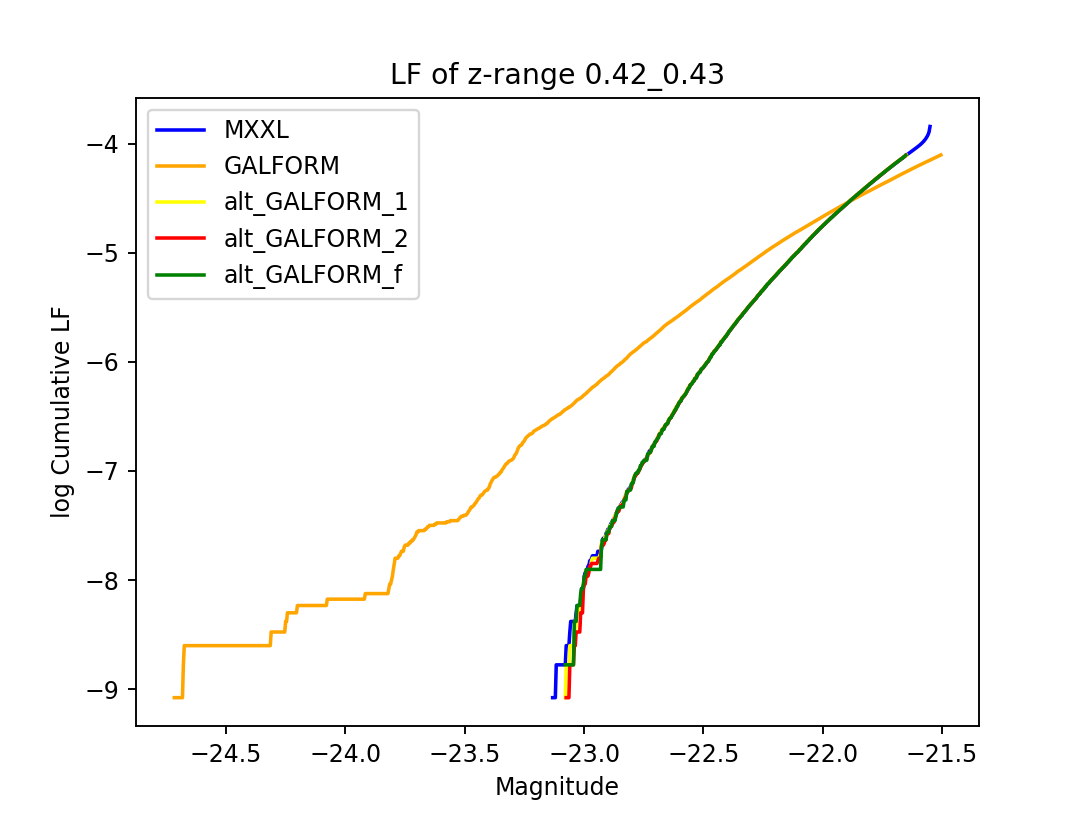 LF of z-range 0.42_0.43
MXXL
GALFORM
alt_GALFORM_1
alt_GALFORM_2
alt_GALFORM_f
log Cumulative LF
−4
−5
−6
−7
−8
−9
−24.5
−24.0
−23.5
−23.0
−22.5
−22.0
−21.5
Magnitude